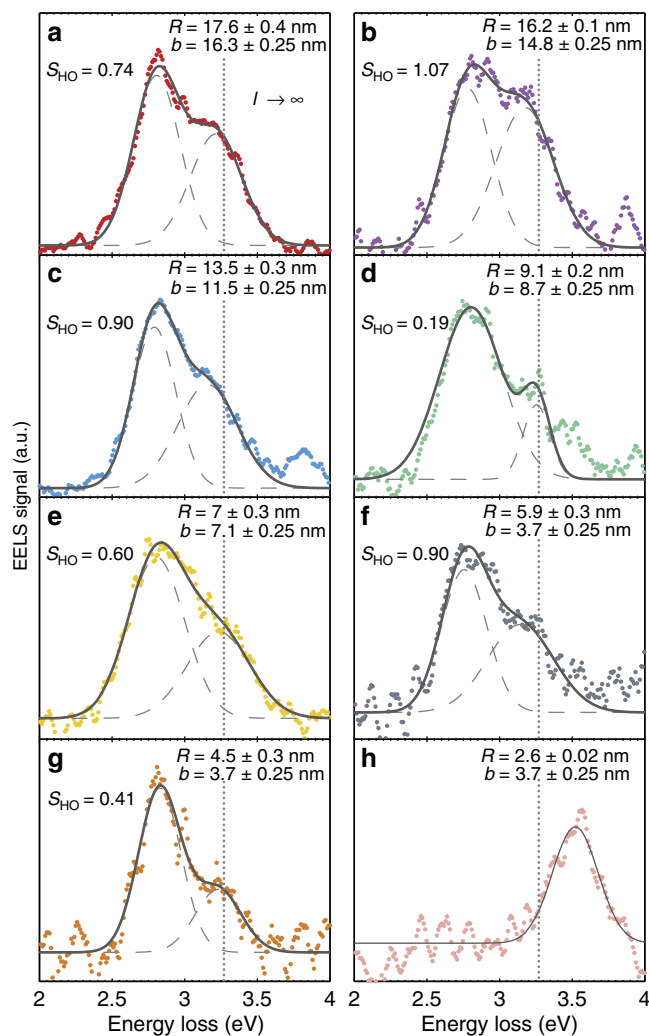 a
R = 17.6 ± 0.4 nm
b = 16.3 ± 0.25 nm
S_HO = 0.74
l → ∞
b
R = 16.2 ± 0.1 nm
b = 14.8 ± 0.25 nm
S_HO = 1.07
c
R = 13.5 ± 0.3 nm
b = 11.5 ± 0.25 nm
S_HO = 0.90
d
R = 9.1 ± 0.2 nm
b = 8.7 ± 0.25 nm
S_HO = 0.19
EELS signal (a.u.)
e
R = 7 ± 0.3 nm
b = 7.1 ± 0.25 nm
S_HO = 0.60
f
R = 5.9 ± 0.3 nm
b = 3.7 ± 0.25 nm
S_HO = 0.90
g
R = 4.5 ± 0.3 nm
b = 3.7 ± 0.25 nm
S_HO = 0.41
h
R = 2.6 ± 0.02 nm
b = 3.7 ± 0.25 nm
2 2.5 3 3.5 4
2 2.5 3 3.5 4
Energy loss (eV)
Energy loss (eV)